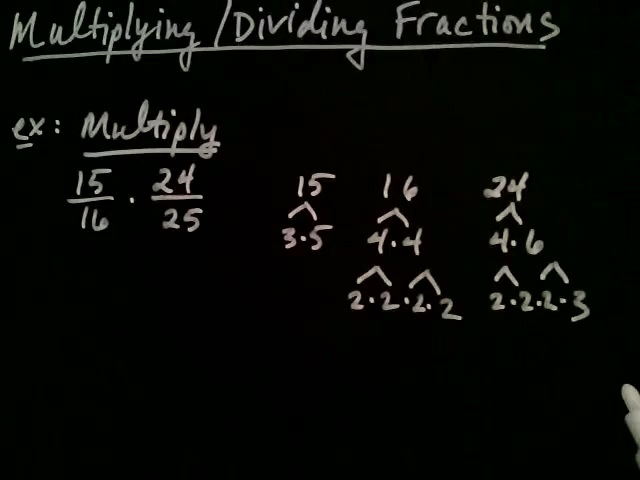 Multiplying/Dividing Fractions
ex: Multiply
15/16 · 24/25
15 16 24
3·5 4·4 4·6
2·2·2·2 2·2·2·3